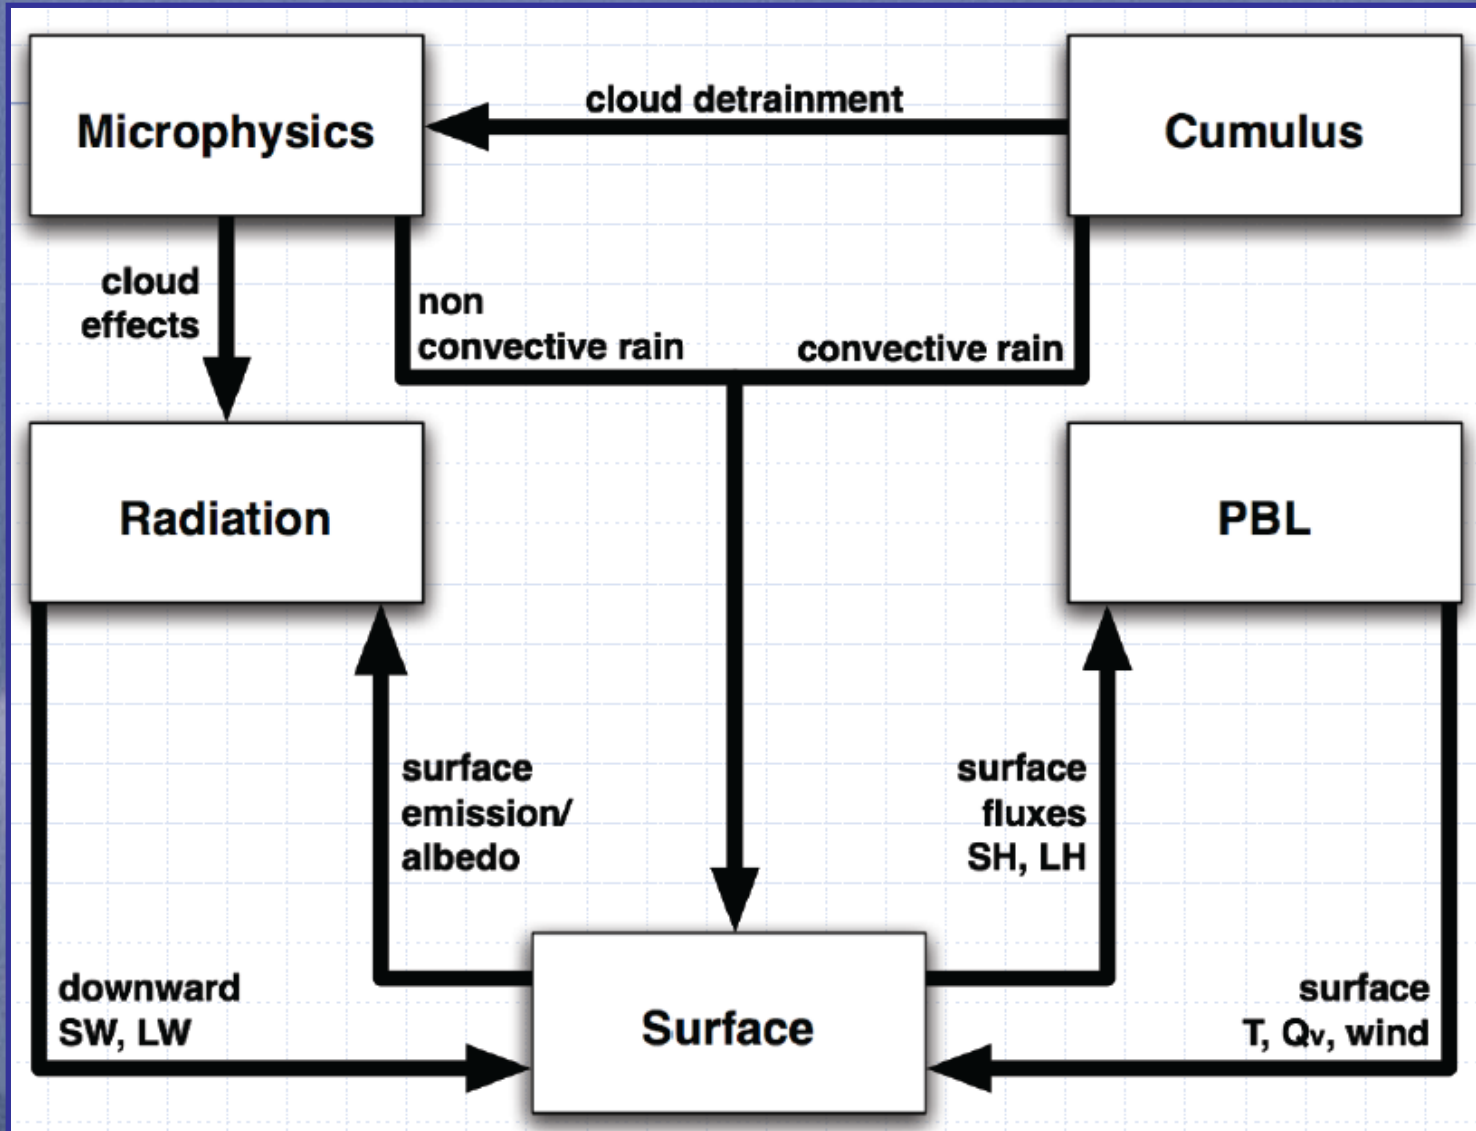 Microphysics
cloud detrainment
Cumulus
cloud
effects
non
convective rain
convective rain
Radiation
PBL
surface
emission/
albedo
surface
fluxes
SH, LH
downward
SW, LW
Surface
surface
T, Qv, wind